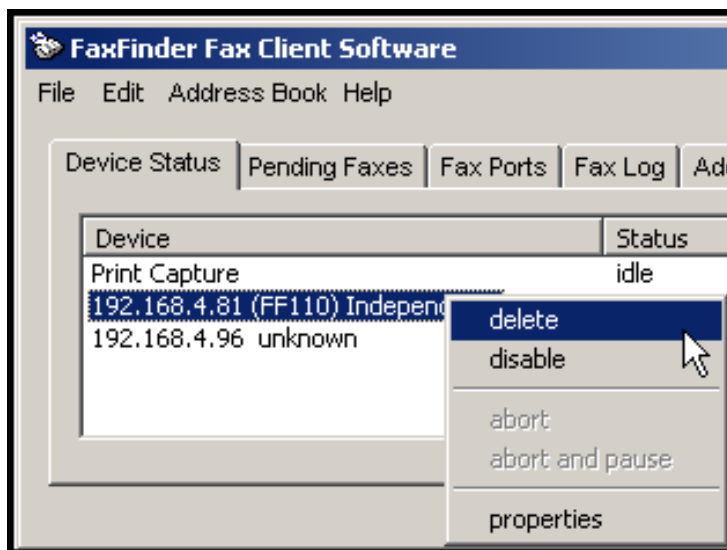 FaxFinder Fax Client Software
File Edit Address Book Help
Device Status Pending Faxes Fax Ports Fax Log
Device Status
Print Capture idle
192.168.4.81 (FF110) Independ
192.168.4.96 unknown
delete
disable
abort
abort and pause
properties